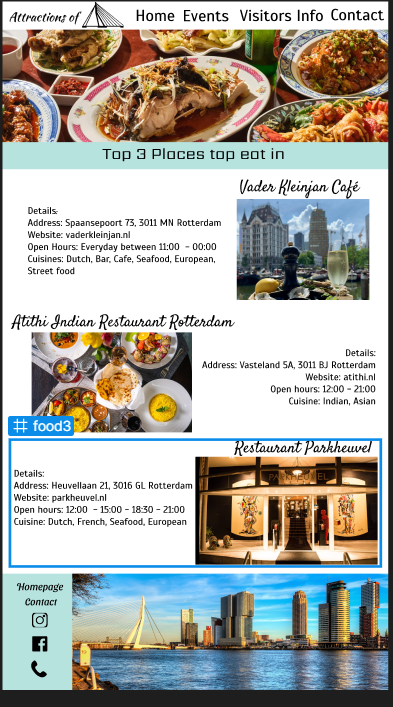 Attractions of
Home Events Visitors Info Contact
Top 3 Places top eat in
Vader Kleinjan Café
Details:
Address: Spaansepoort 73, 3011 MN Rotterdam
Website: vaderkleinjan.nl
Open Hours: Everyday between 11:00 - 00:00
Cuisines: Dutch, Bar, Cafe, Seafood, European,
Street food
Atithi Indian Restaurant Rotterdam
Details:
Address: Vasteland 5A, 3011 BJ Rotterdam
Website: atithi.nl
Open hours: 12:00 - 21:00
Cuisine: Indian, Asian
food3
Restaurant Parkheuvel
Details:
Address: Heuvellaan 21, 3016 GL Rotterdam
Website: parkheuvel.nl
Open hours: 12:00 - 15:00 - 18:30 - 21:00
Cuisine: Dutch, French, Seafood, European
PARKHEUVEL
Homepage
Contact